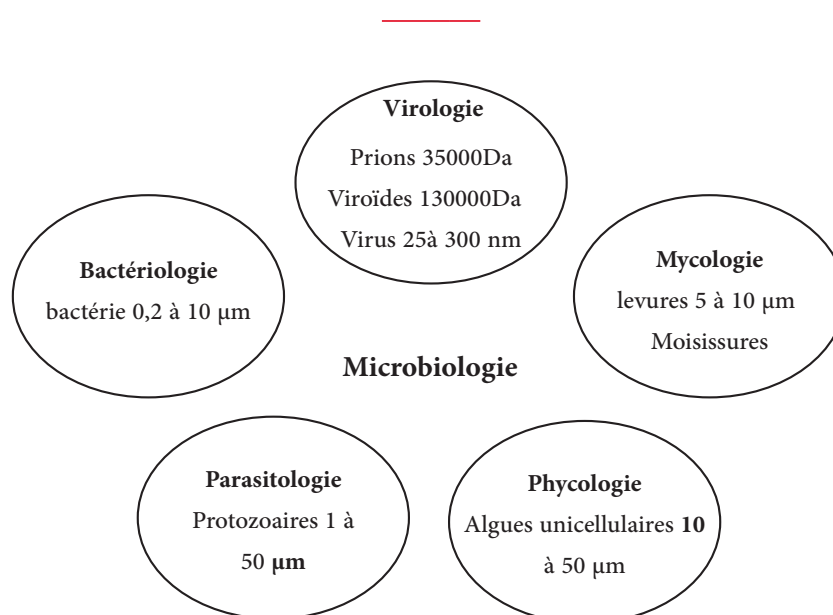 Virologie
Prions 35000Da
Viroïdes 130000Da
Virus 25à 300 nm
Bactériologie
bactérie 0,2 à 10 μm
Mycologie
levures 5 à 10 μm
Moisissures
Microbiologie
Parasitologie
Protozoaires 1 à
50 μm
Phycologie
Algues unicellulaires 10
à 50 μm